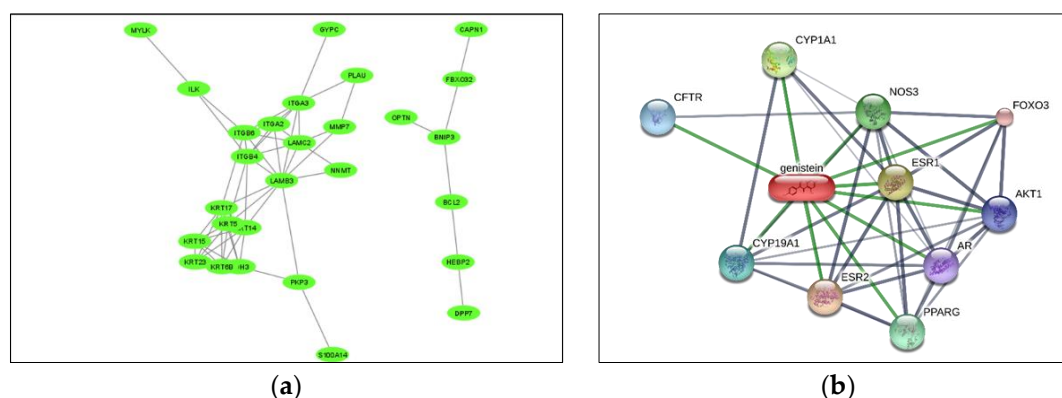 MYLK
GYPC
CAPN1
ILK
PLAU
FBXO32
ITGA3
OPTN
ITGA2
ITGB6
MMP7
BNIP3
LAMC2
ITGB4
NNMT
LAMB3
BCL2
KRT17
KRT5
KRT15
KRT23
KRT6B
HEBP2
PKP3
DPP7
S100A14
(a)
CYP1A1
NOS3
FOXO3
CFTR
genistein
ESR1
AKT1
CYP19A1
AR
ESR2
PPARG
(b)